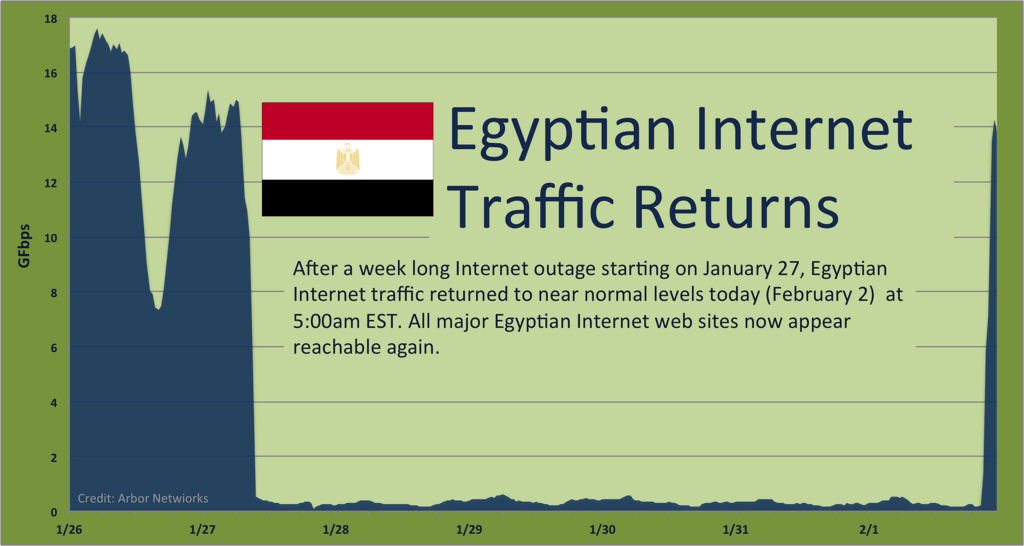 18
16
14
12
10
8
6
4
2
0
GFbps
Egyptian Internet
Traffic Returns
After a week long Internet outage starting on January 27, Egyptian
Internet traffic returned to near normal levels today (February 2)  at
5:00am EST. All major Egyptian Internet web sites now appear
reachable again.
Credit: Arbor Networks
1/26 1/27 1/28 1/29 1/30 1/31 2/1